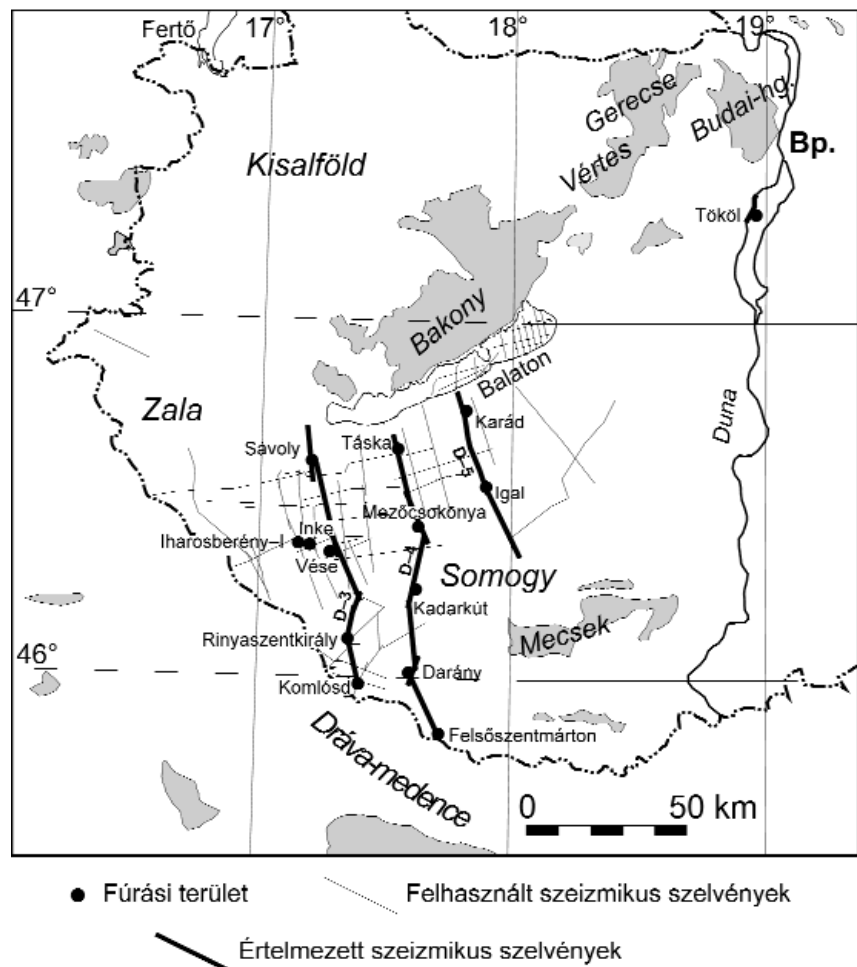 Fertő
17°
18°
19°
Gerecse
Budai-hg.
Bp.
Kisalföld
Vértes
Tököl
47°
Bakony
Balaton
Zala
Duna
Karád
Sávoly
Táska
D–5
Igal
Mezőcsokonya
Inke
Iharosberény–I
Vése
D–4
Somogy
Kadarkút
D–3
Mecsek
Rinyaszentkirály
46°
Darány
Komlósd
Felsőszentmárton
Dráva-medence
0 50 km
Fúrási terület
Felhasznált szeizmikus szelvények
Értelmezett szeizmikus szelvények